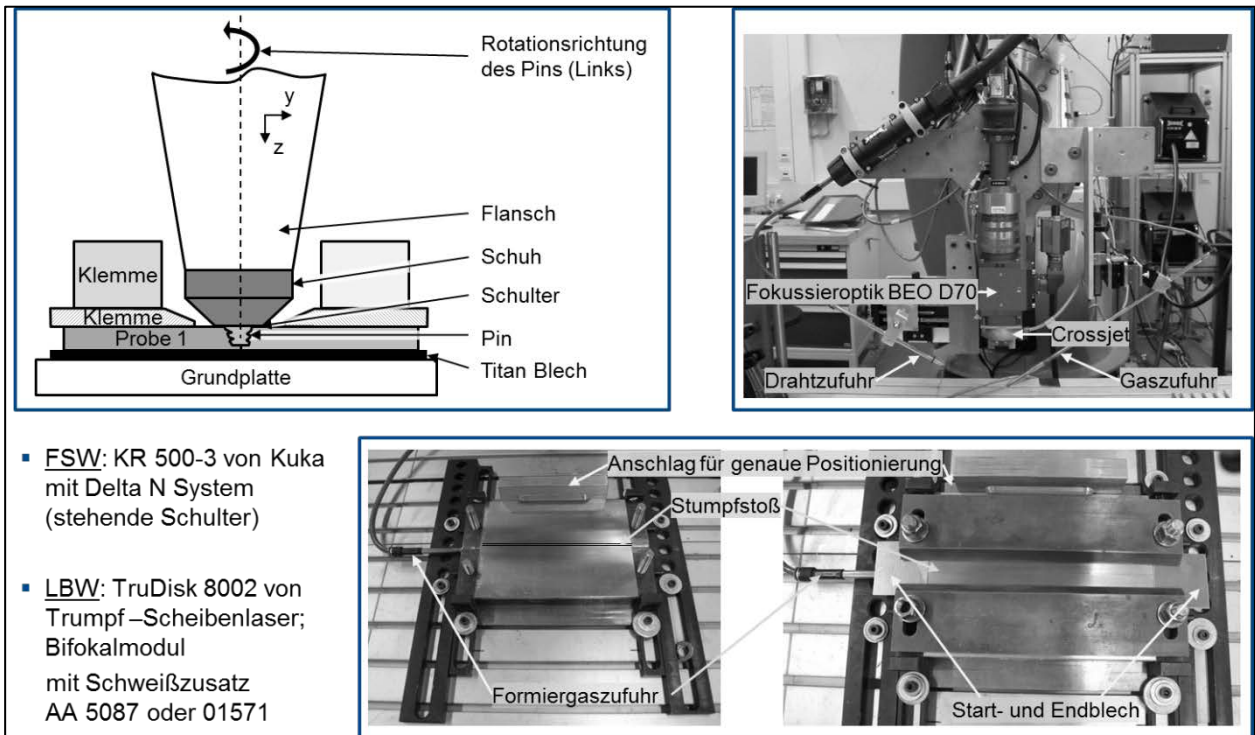 Rotationsrichtung
des Pins (Links)
y
z
Flansch
Schuh
Schulter
Pin
Titan Blech
Klemme
Klemme
Probe 1
Grundplatte
Fokussieroptik BEO D70
Crossjet
Drahtzufuhr
Gaszufuhr
▪ FSW: KR 500-3 von Kuka
mit Delta N System
(stehende Schulter)
▪ LBW: TruDisk 8002 von
Trumpf –Scheibenlaser;
Bifokalmodul
mit Schweißzusatz
AA 5087 oder 01571
Anschlag für genaue Positionierung
Stumpfstoß
Formiergaszufuhr
Start- und Endblech